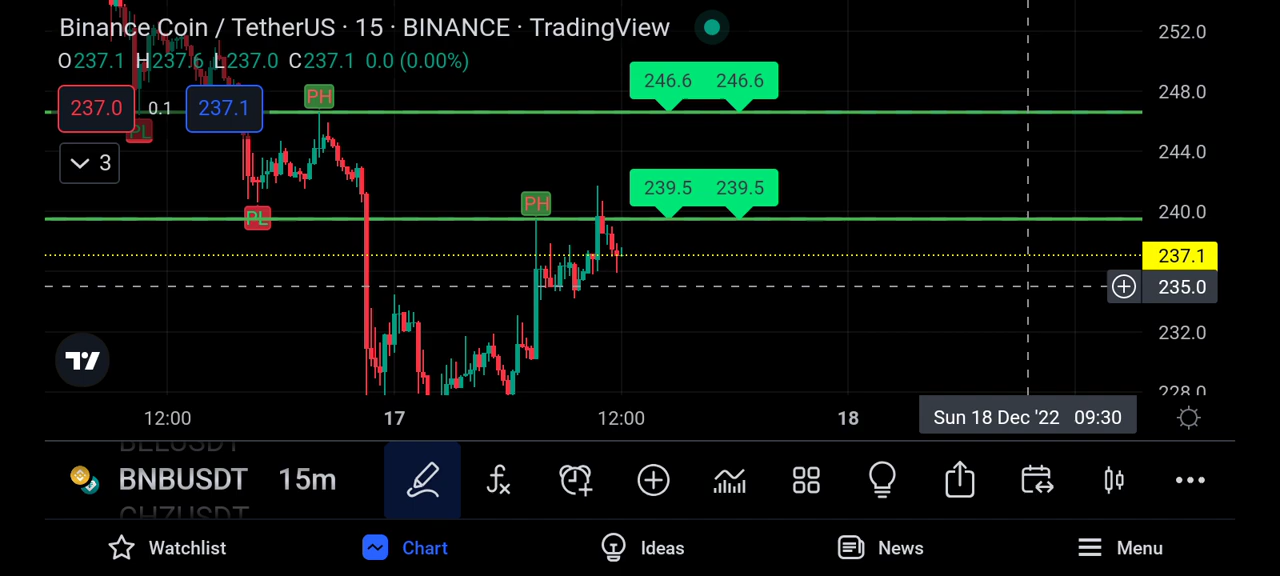 Binance Coin / TetherUS · 15 · BINANCE · TradingView
O237.1 H237.6 L237.0 C237.1 0.0 (0.00%)
237.0 0.1 237.1
3
PL
PH
PL
PH
246.6 246.6
239.5 239.5
252.0
248.0
244.0
240.0
237.1
235.0
232.0
228.0
12:00 17 12:00 18 Sun 18 Dec '22 09:30
BELUSDT
BNBUSDT 15m
CHZUSDT
Watchlist Chart Ideas News Menu